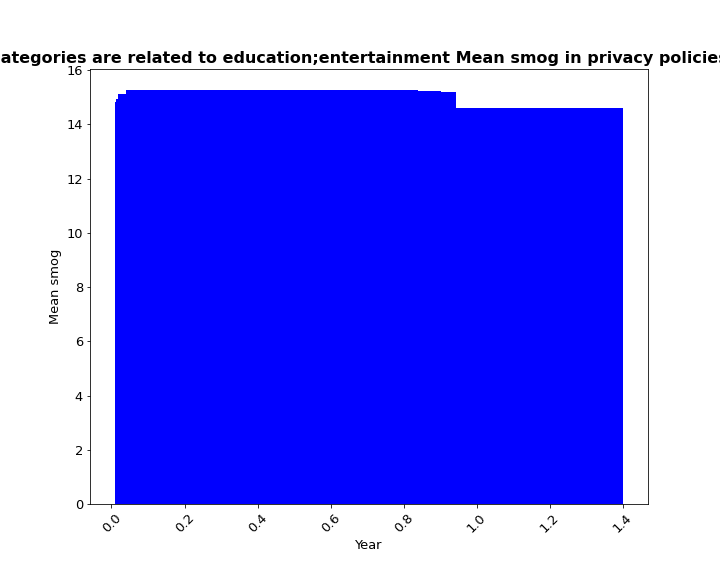 ategories are related to education;entertainment Mean smog in privacy policies
16
14
12
10
8
6
4
2
0
Mean smog
0.0 0.2 0.4 0.6 0.8 1.0 1.2 1.4
Year